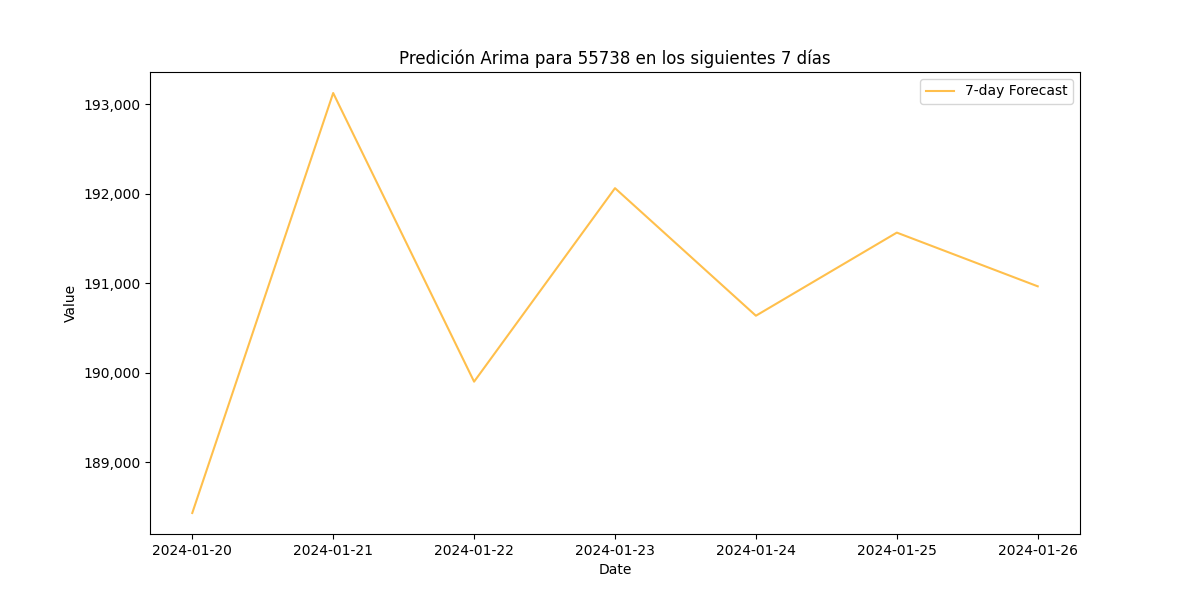 Predición Arima para 55738 en los siguientes 7 días
7-day Forecast
193,000
192,000
191,000
190,000
189,000
Value
2024-01-20 2024-01-21 2024-01-22 2024-01-23 2024-01-24 2024-01-25 2024-01-26
Date